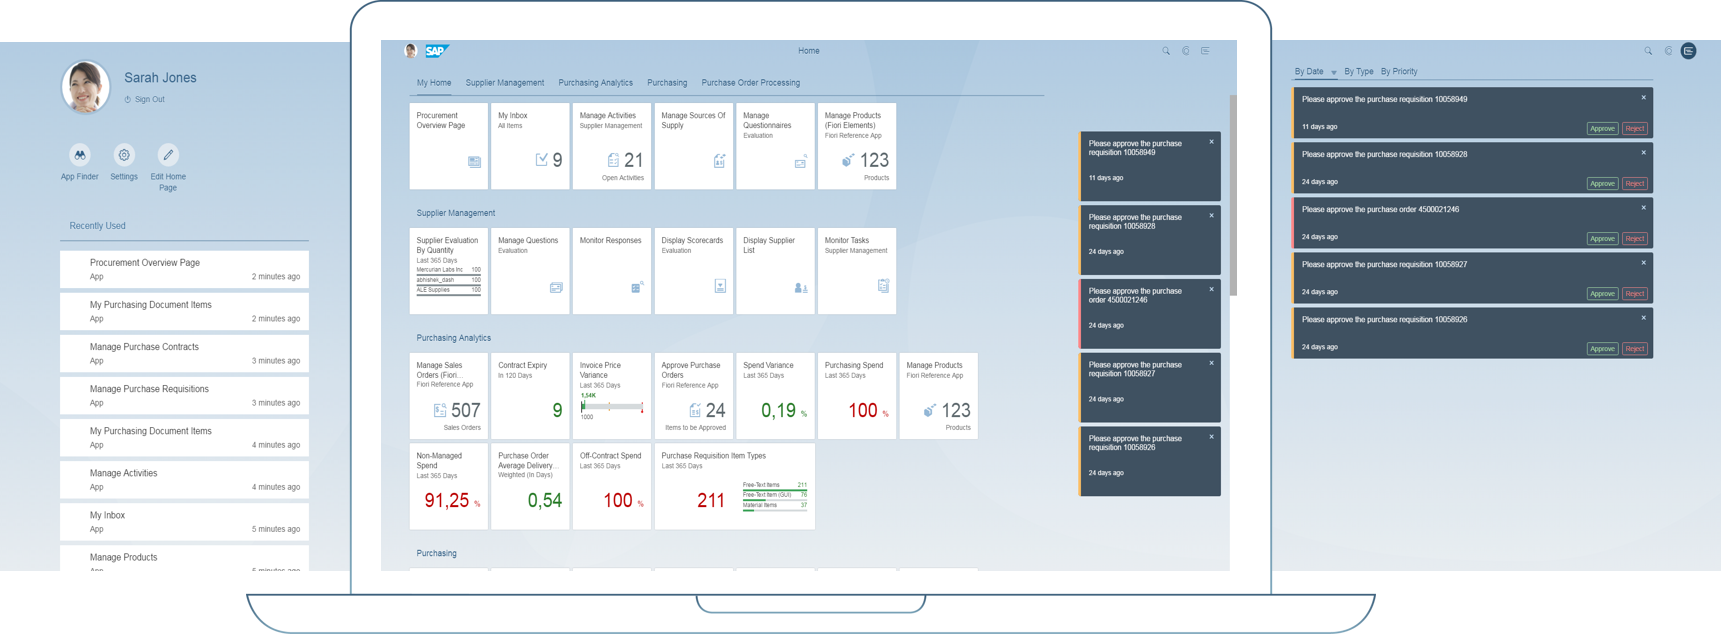 Sarah Jones
Sign Out
App Finder
Settings
Edit Home
Page
Recently Used
Procurement Overview Page
App
2 minutes ago
My Purchasing Document Items
App
2 minutes ago
Manage Purchase Contracts
App
3 minutes ago
Manage Purchase Requisitions
App
3 minutes ago
My Purchasing Document Items
App
4 minutes ago
Manage Activities
App
4 minutes ago
My Inbox
App
5 minutes ago
Manage Products
SAP
Home
My Home
Supplier Management
Purchasing Analytics
Purchasing
Purchase Order Processing
Procurement
Overview Page
My Inbox
All Items
9
Manage Activities
Supplier Management
21
Open Activities
Manage Sources Of
Supply
Manage
Questionnaires
Evaluation
Manage Products
(Fiori Elements)
Fiori Reference App
123
Products
Supplier Management
Supplier Evaluation
By Quantity
Last 365 Days
Mercurian Labs Inc 100
abhishek_dash 100
ALE Supplies 100
Manage Questions
Evaluation
Monitor Responses
Display Scorecards
Evaluation
Display Supplier
List
Monitor Tasks
Supplier Management
Purchasing Analytics
Manage Sales
Orders (Fiori...
Fiori Reference App
507
Sales Orders
Contract Expiry
In 120 Days
9
Invoice Price
Variance
Last 365 Days
1,54K
1000
Approve Purchase
Orders
Fiori Reference App
24
Items to be Approved
Spend Variance
Last 365 Days
0,19 %
Purchasing Spend
Last 365 Days
100 %
Manage Products
Fiori Reference App
123
Products
Non-Managed
Spend
Last 365 Days
91,25 %
Purchase Order
Average Delivery...
Weighted (In Days)
0,54
Off-Contract Spend
Last 365 Days
100 %
Purchase Requisition Item Types
Last 365 Days
211
Free-Text Items 211
Free-Text Item (GUI) 76
Material Items 37
Purchasing
Please approve the purchase
requisition 10058949
11 days ago
Please approve the purchase
requisition 10058928
24 days ago
Please approve the purchase
order 4500021246
24 days ago
Please approve the purchase
requisition 10058927
24 days ago
Please approve the purchase
requisition 10058926
24 days ago
By Date
By Type
By Priority
Please approve the purchase requisition 10058949
11 days ago
Approve
Reject
Please approve the purchase requisition 10058928
24 days ago
Approve
Reject
Please approve the purchase order 4500021246
24 days ago
Approve
Reject
Please approve the purchase requisition 10058927
24 days ago
Approve
Reject
Please approve the purchase requisition 10058926
24 days ago
Approve
Reject